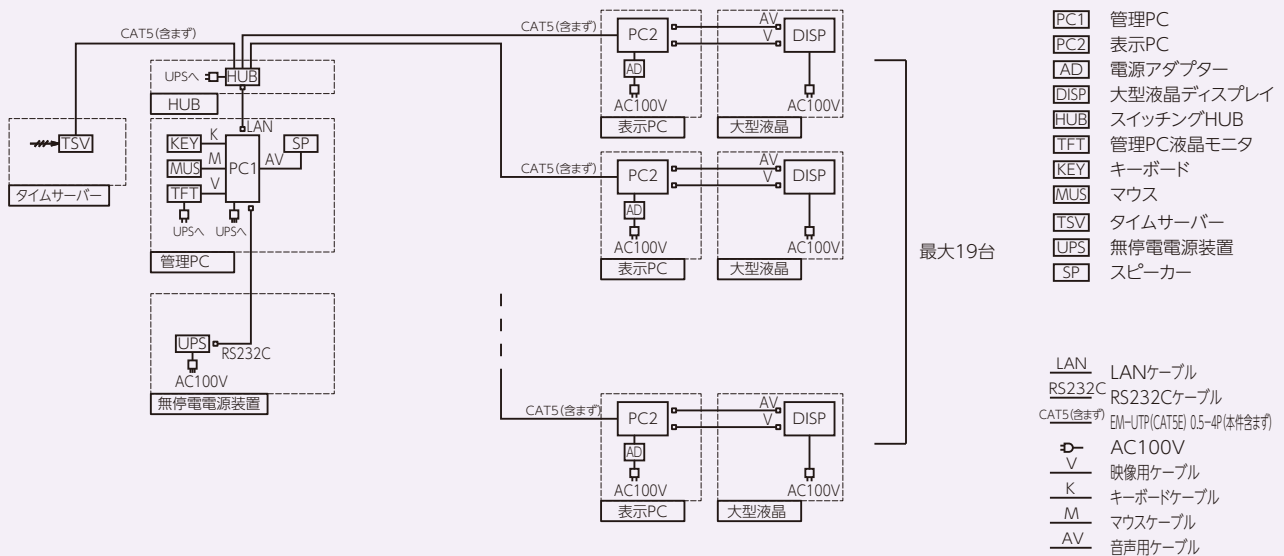 CAT5(含まず)
CAT5(含まず)
UPSへ
HUB
HUB
LAN
TSV
タイムサーバー
KEY
K
MUS
M
TFT
V
PC1
AV
SP
UPSへ
UPSへ
管理PC
UPS
RS232C
AC100V
無停電電源装置
PC2
AV
V
DISP
AD
AC100V
AC100V
表示PC
大型液晶
CAT5(含まず)
PC2
AV
V
DISP
AD
AC100V
AC100V
表示PC
大型液晶
CAT5(含まず)
PC2
AV
V
DISP
AD
AC100V
AC100V
表示PC
大型液晶
最大19台
PC1 管理PC
PC2 表示PC
AD 電源アダプター
DISP 大型液晶ディスプレイ
HUB スイッチングHUB
TFT 管理PC液晶モニタ
KEY キーボード
MUS マウス
TSV タイムサーバー
UPS 無停電電源装置
SP スピーカー
LAN LANケーブル
RS232C RS232Cケーブル
CAT5(含まず) EM-UTP(CAT5E) 0.5-4P(本件含まず)
AC100V
V 映像用ケーブル
K キーボードケーブル
M マウスケーブル
AV 音声用ケーブル